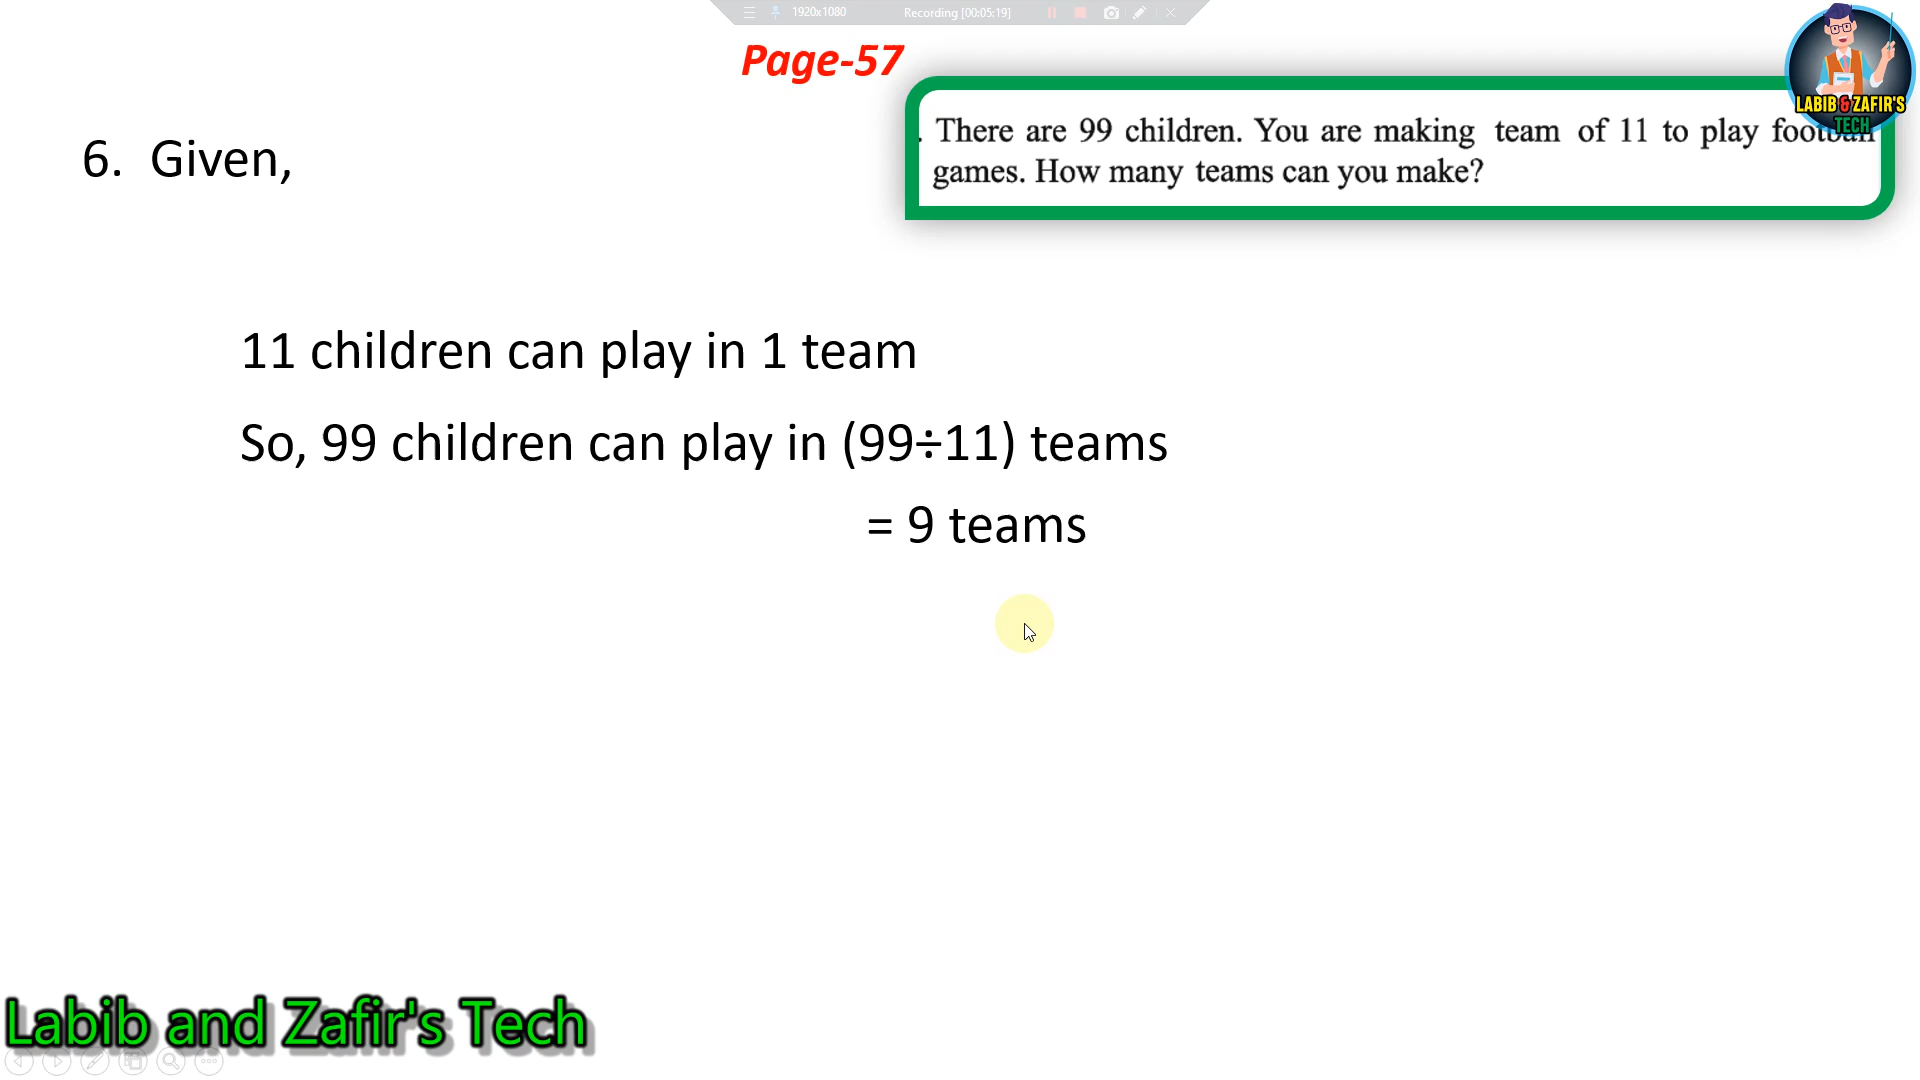 1920x1080 Recording [00:05:19]
Page-57
. There are 99 children. You are making team of 11 to play football
games. How many teams can you make?
LABIB & ZAFIR'S
TECH
6. Given,
11 children can play in 1 team
So, 99 children can play in (99÷11) teams
= 9 teams
Labib and Zafir's Tech